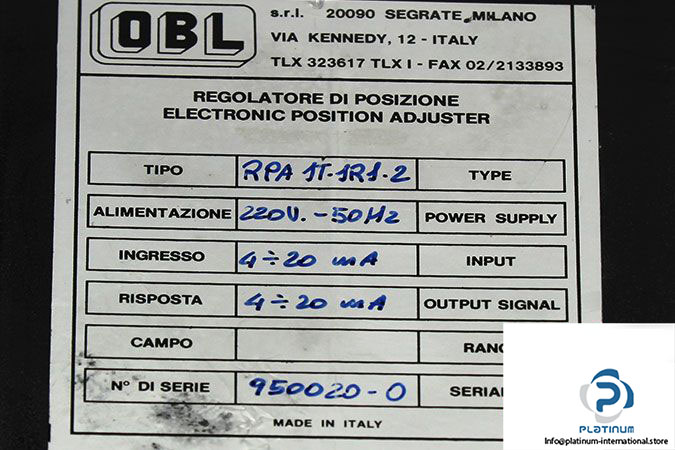 OBL
s.r.l. 20090 SEGRATE, MILANO
VIA KENNEDY, 12 - ITALY
TLX 323617 TLX I - FAX 02/2133893
REGOLATORE DI POSIZIONE
ELECTRONIC POSITION ADJUSTER
TIPO RPA 1T-1R1-2 TYPE
ALIMENTAZIONE 220V. - 50Hz POWER SUPPLY
INGRESSO 4÷20 mA INPUT
RISPOSTA 4÷20 mA OUTPUT SIGNAL
CAMPO
N° DI SERIE 950020-0 SERIAL
MADE IN ITALY
PLATINUM
Info@platinum-international.store